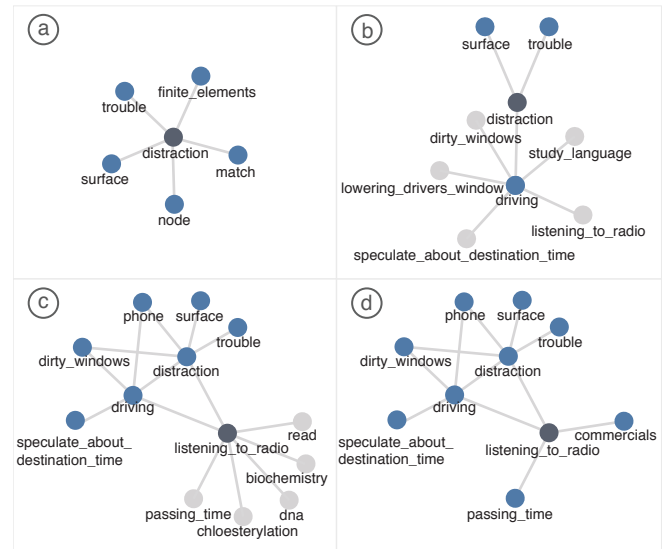 a
trouble
finite_elements
distraction
surface
match
node
b
surface
trouble
distraction
dirty_windows
study_language
lowering_drivers_window
driving
listening_to_radio
speculate_about_destination_time
c
phone
surface
trouble
dirty_windows
distraction
driving
speculate_about_
destination_time
listening_to_radio
read
biochemistry
passing_time
dna
chloesterylation
d
phone
surface
trouble
dirty_windows
distraction
driving
speculate_about_
destination_time
commercials
listening_to_radio
passing_time